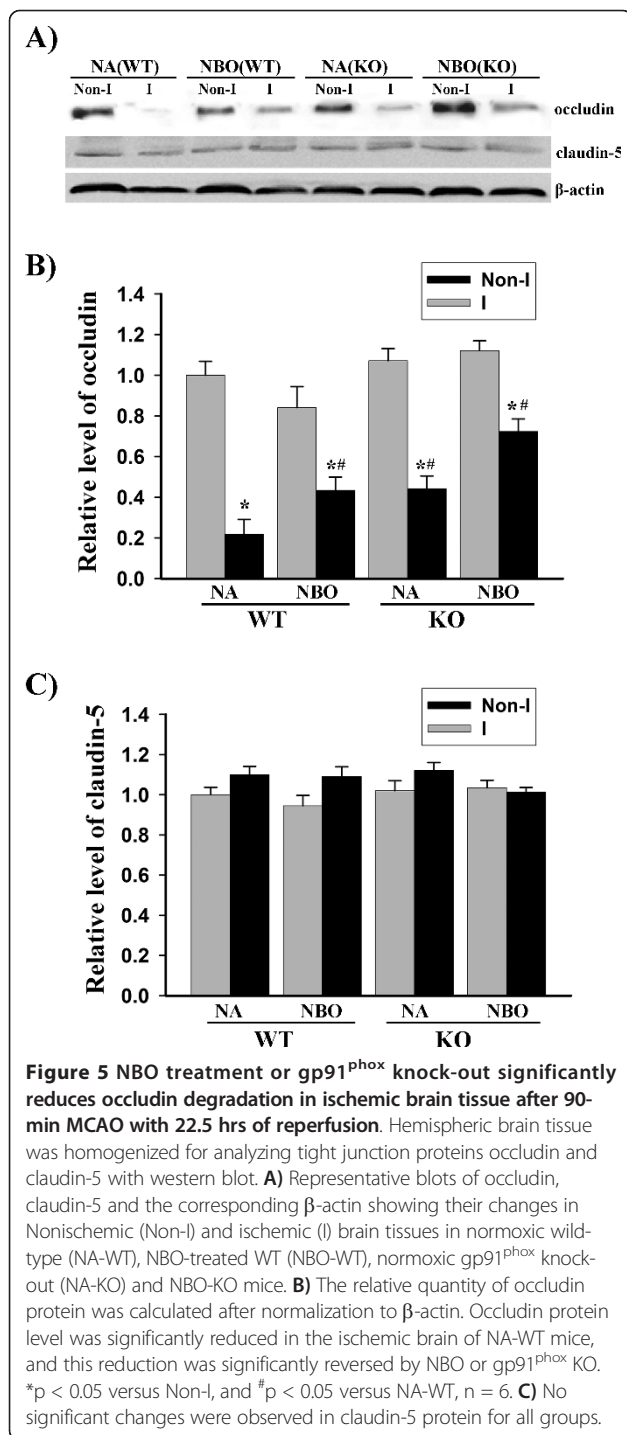 A)
NA(WT) NBO(WT) NA(KO) NBO(KO)
Non-I I Non-I I Non-I I Non-I I
occludin
claudin-5
β-actin
B)
Non-I
I
Relative level of occludin
1.4
1.2
1.0
0.8
0.6
0.4
0.2
0.0
* *# *# *#
NA NBO NA NBO
WT KO
C)
Non-I
I
Relative level of claudin-5
1.4
1.2
1.0
0.8
0.6
0.4
0.2
0.0
NA NBO NA NBO
WT KO
Figure 5 NBO treatment or gp91^phox knock-out significantly
reduces occludin degradation in ischemic brain tissue after 90-
min MCAO with 22.5 hrs of reperfusion. Hemispheric brain tissue
was homogenized for analyzing tight junction proteins occludin and
claudin-5 with western blot. A) Representative blots of occludin,
claudin-5 and the corresponding β-actin showing their changes in
Nonischemic (Non-I) and ischemic (I) brain tissues in normoxic wild-
type (NA-WT), NBO-treated WT (NBO-WT), normoxic gp91^phox knock-
out (NA-KO) and NBO-KO mice. B) The relative quantity of occludin
protein was calculated after normalization to β-actin. Occludin protein
level was significantly reduced in the ischemic brain of NA-WT mice,
and this reduction was significantly reversed by NBO or gp91^phox KO.
*p < 0.05 versus Non-I, and #p < 0.05 versus NA-WT, n = 6. C) No
significant changes were observed in claudin-5 protein for all groups.